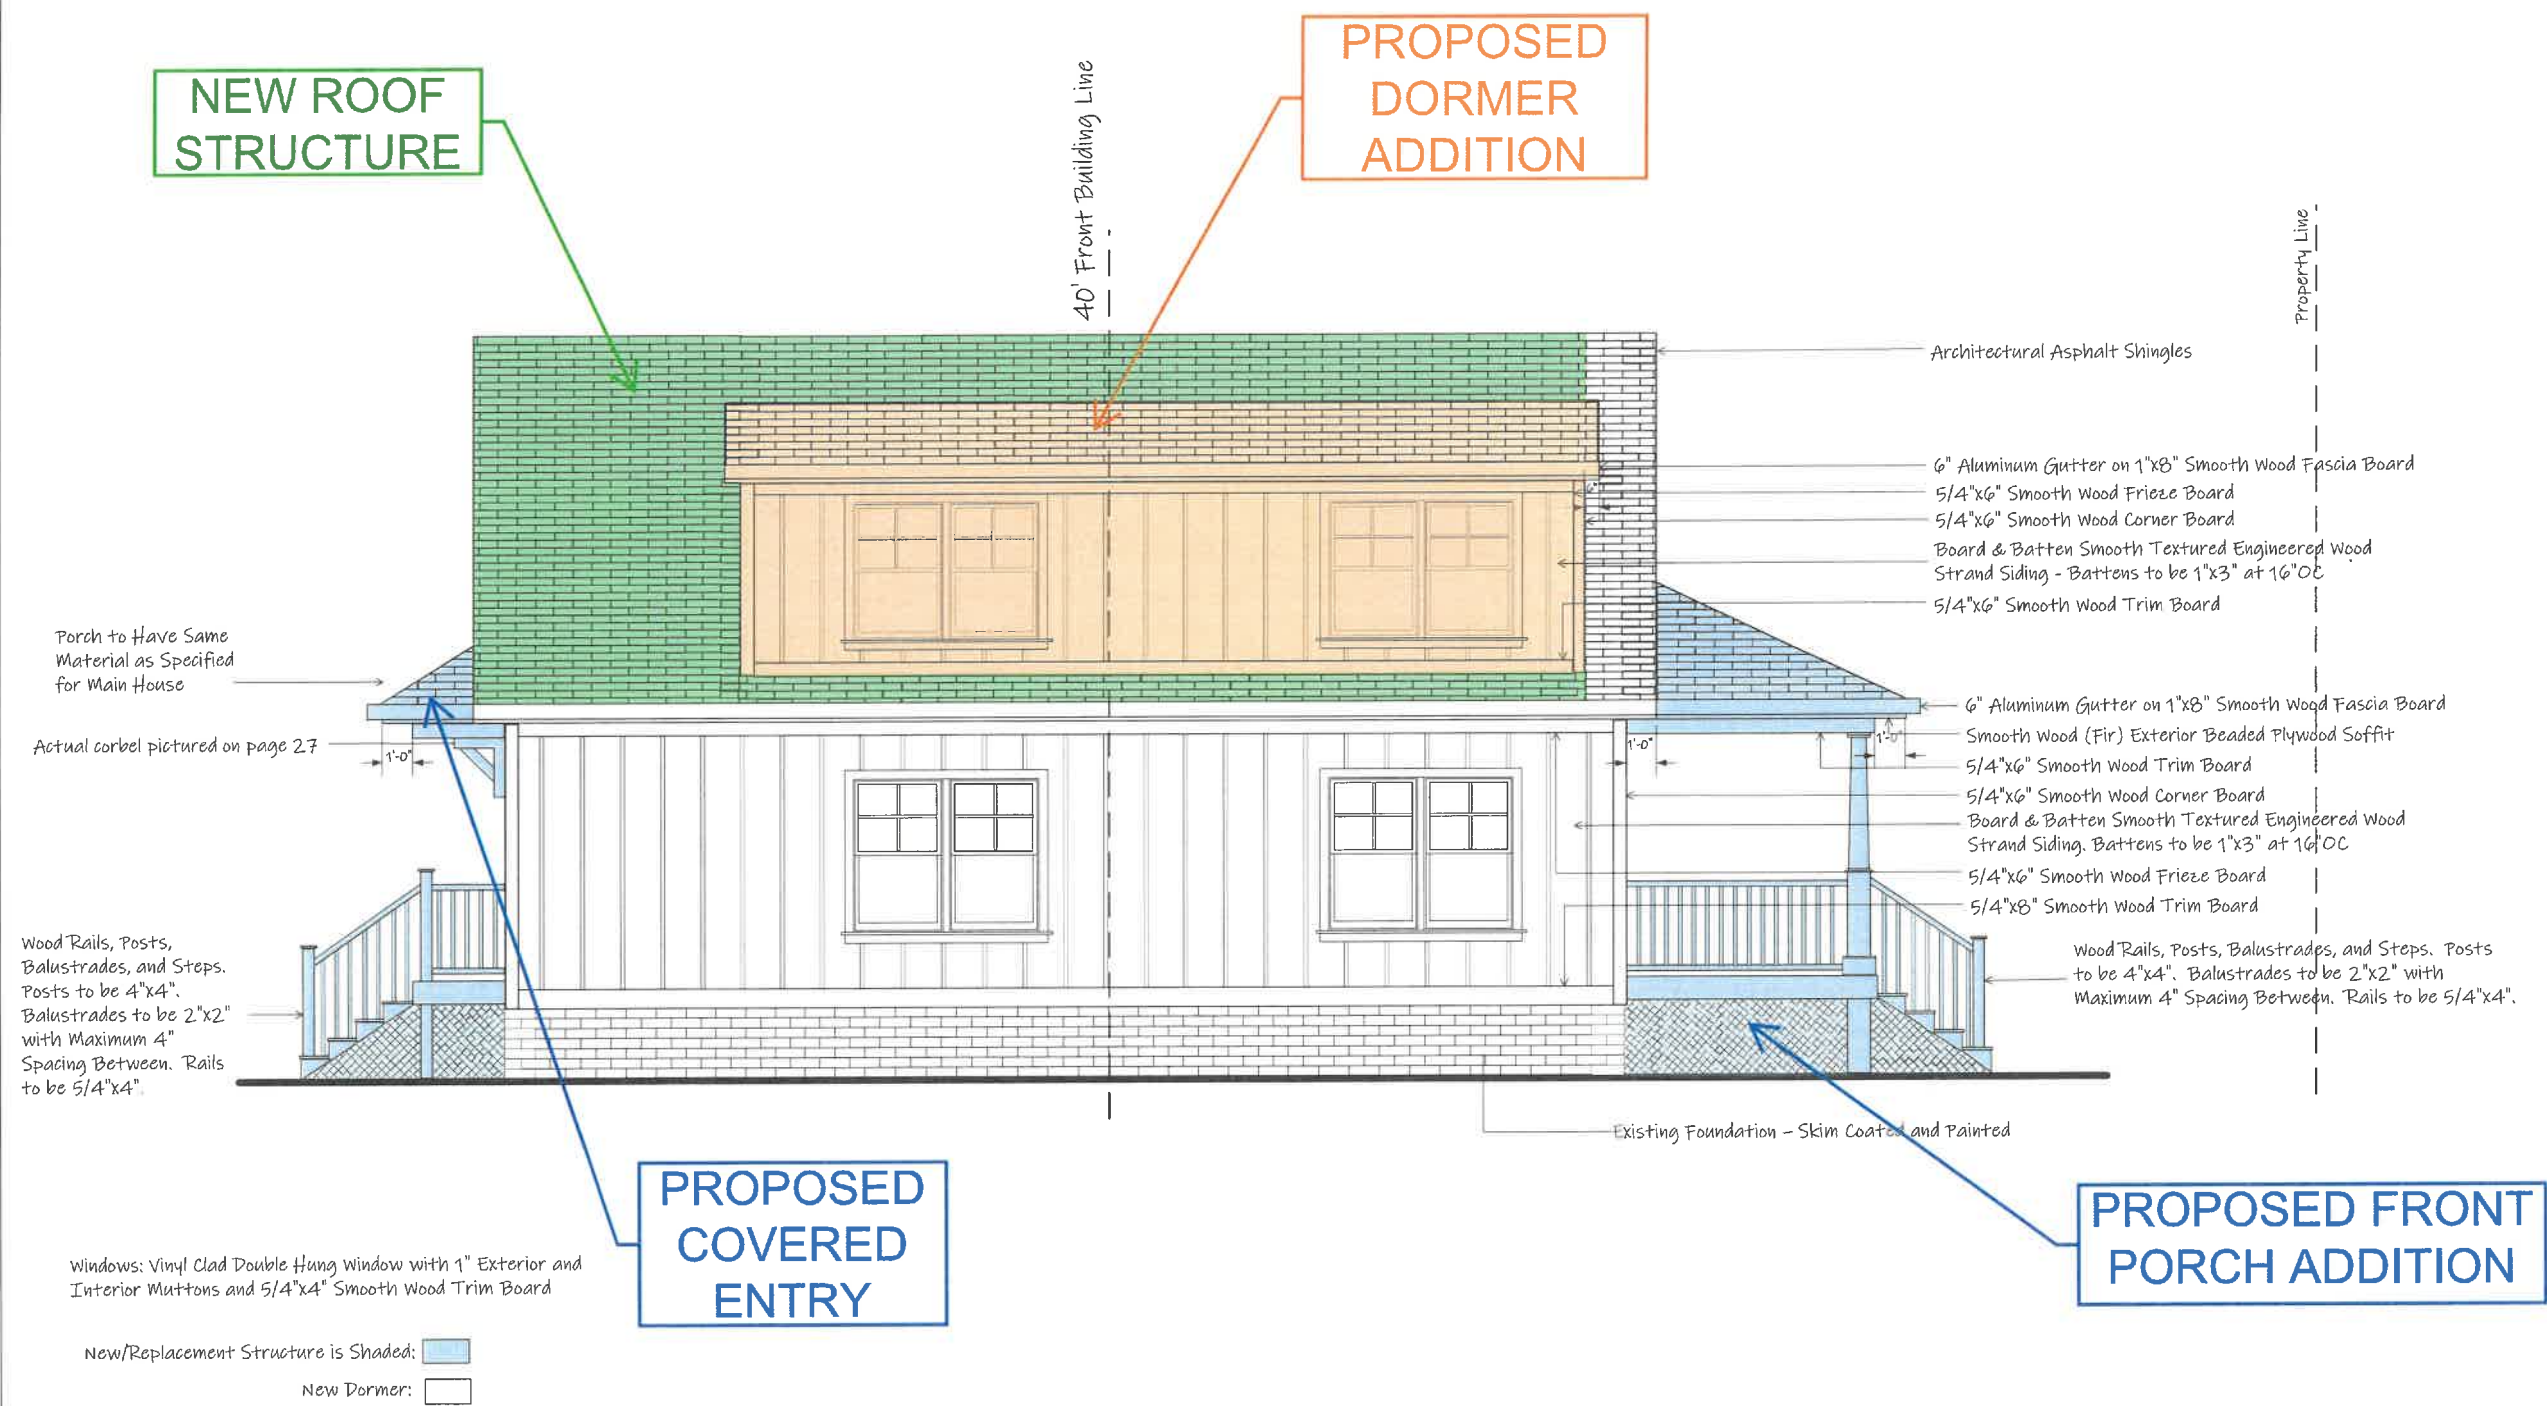 NEW ROOF
STRUCTURE
PROPOSED
DORMER
ADDITION
40' Front Building Line
Property Line
Architectural Asphalt Shingles
6" Aluminum Gutter on 1"x8" Smooth Wood Fascia Board
5/4"x6" Smooth Wood Frieze Board
5/4"x6" Smooth Wood Corner Board
Board & Batten Smooth Textured Engineered Wood
Strand Siding - Battens to be 1"x3" at 16"OC
5/4"x6" Smooth Wood Trim Board
6"
Porch to Have Same
Material as Specified
for Main House
Actual corbel pictured on page 27
1'-0"
1'-0"
1'-0"
6" Aluminum Gutter on 1"x8" Smooth Wood Fascia Board
Smooth Wood (Fir) Exterior Beaded Plywood Soffit
5/4"x6" Smooth Wood Trim Board
5/4"x6" Smooth Wood Corner Board
Board & Batten Smooth Textured Engineered Wood
Strand Siding. Battens to be 1"x3" at 16"OC
5/4"x6" Smooth Wood Frieze Board
5/4"x8" Smooth Wood Trim Board
Wood Rails, Posts,
Balustrades, and Steps.
Posts to be 4"x4".
Balustrades to be 2"x2"
with Maximum 4"
Spacing Between. Rails
to be 5/4"x4".
Wood Rails, Posts, Balustrades, and Steps. Posts
to be 4"x4". Balustrades to be 2"x2" with
Maximum 4" Spacing Between. Rails to be 5/4"x4".
Existing Foundation - Skim Coated and Painted
PROPOSED
COVERED
ENTRY
PROPOSED FRONT
PORCH ADDITION
Windows: Vinyl Clad Double Hung Window with 1" Exterior and
Interior Muttons and 5/4"x4" Smooth Wood Trim Board
New/Replacement Structure is Shaded:
New Dormer: